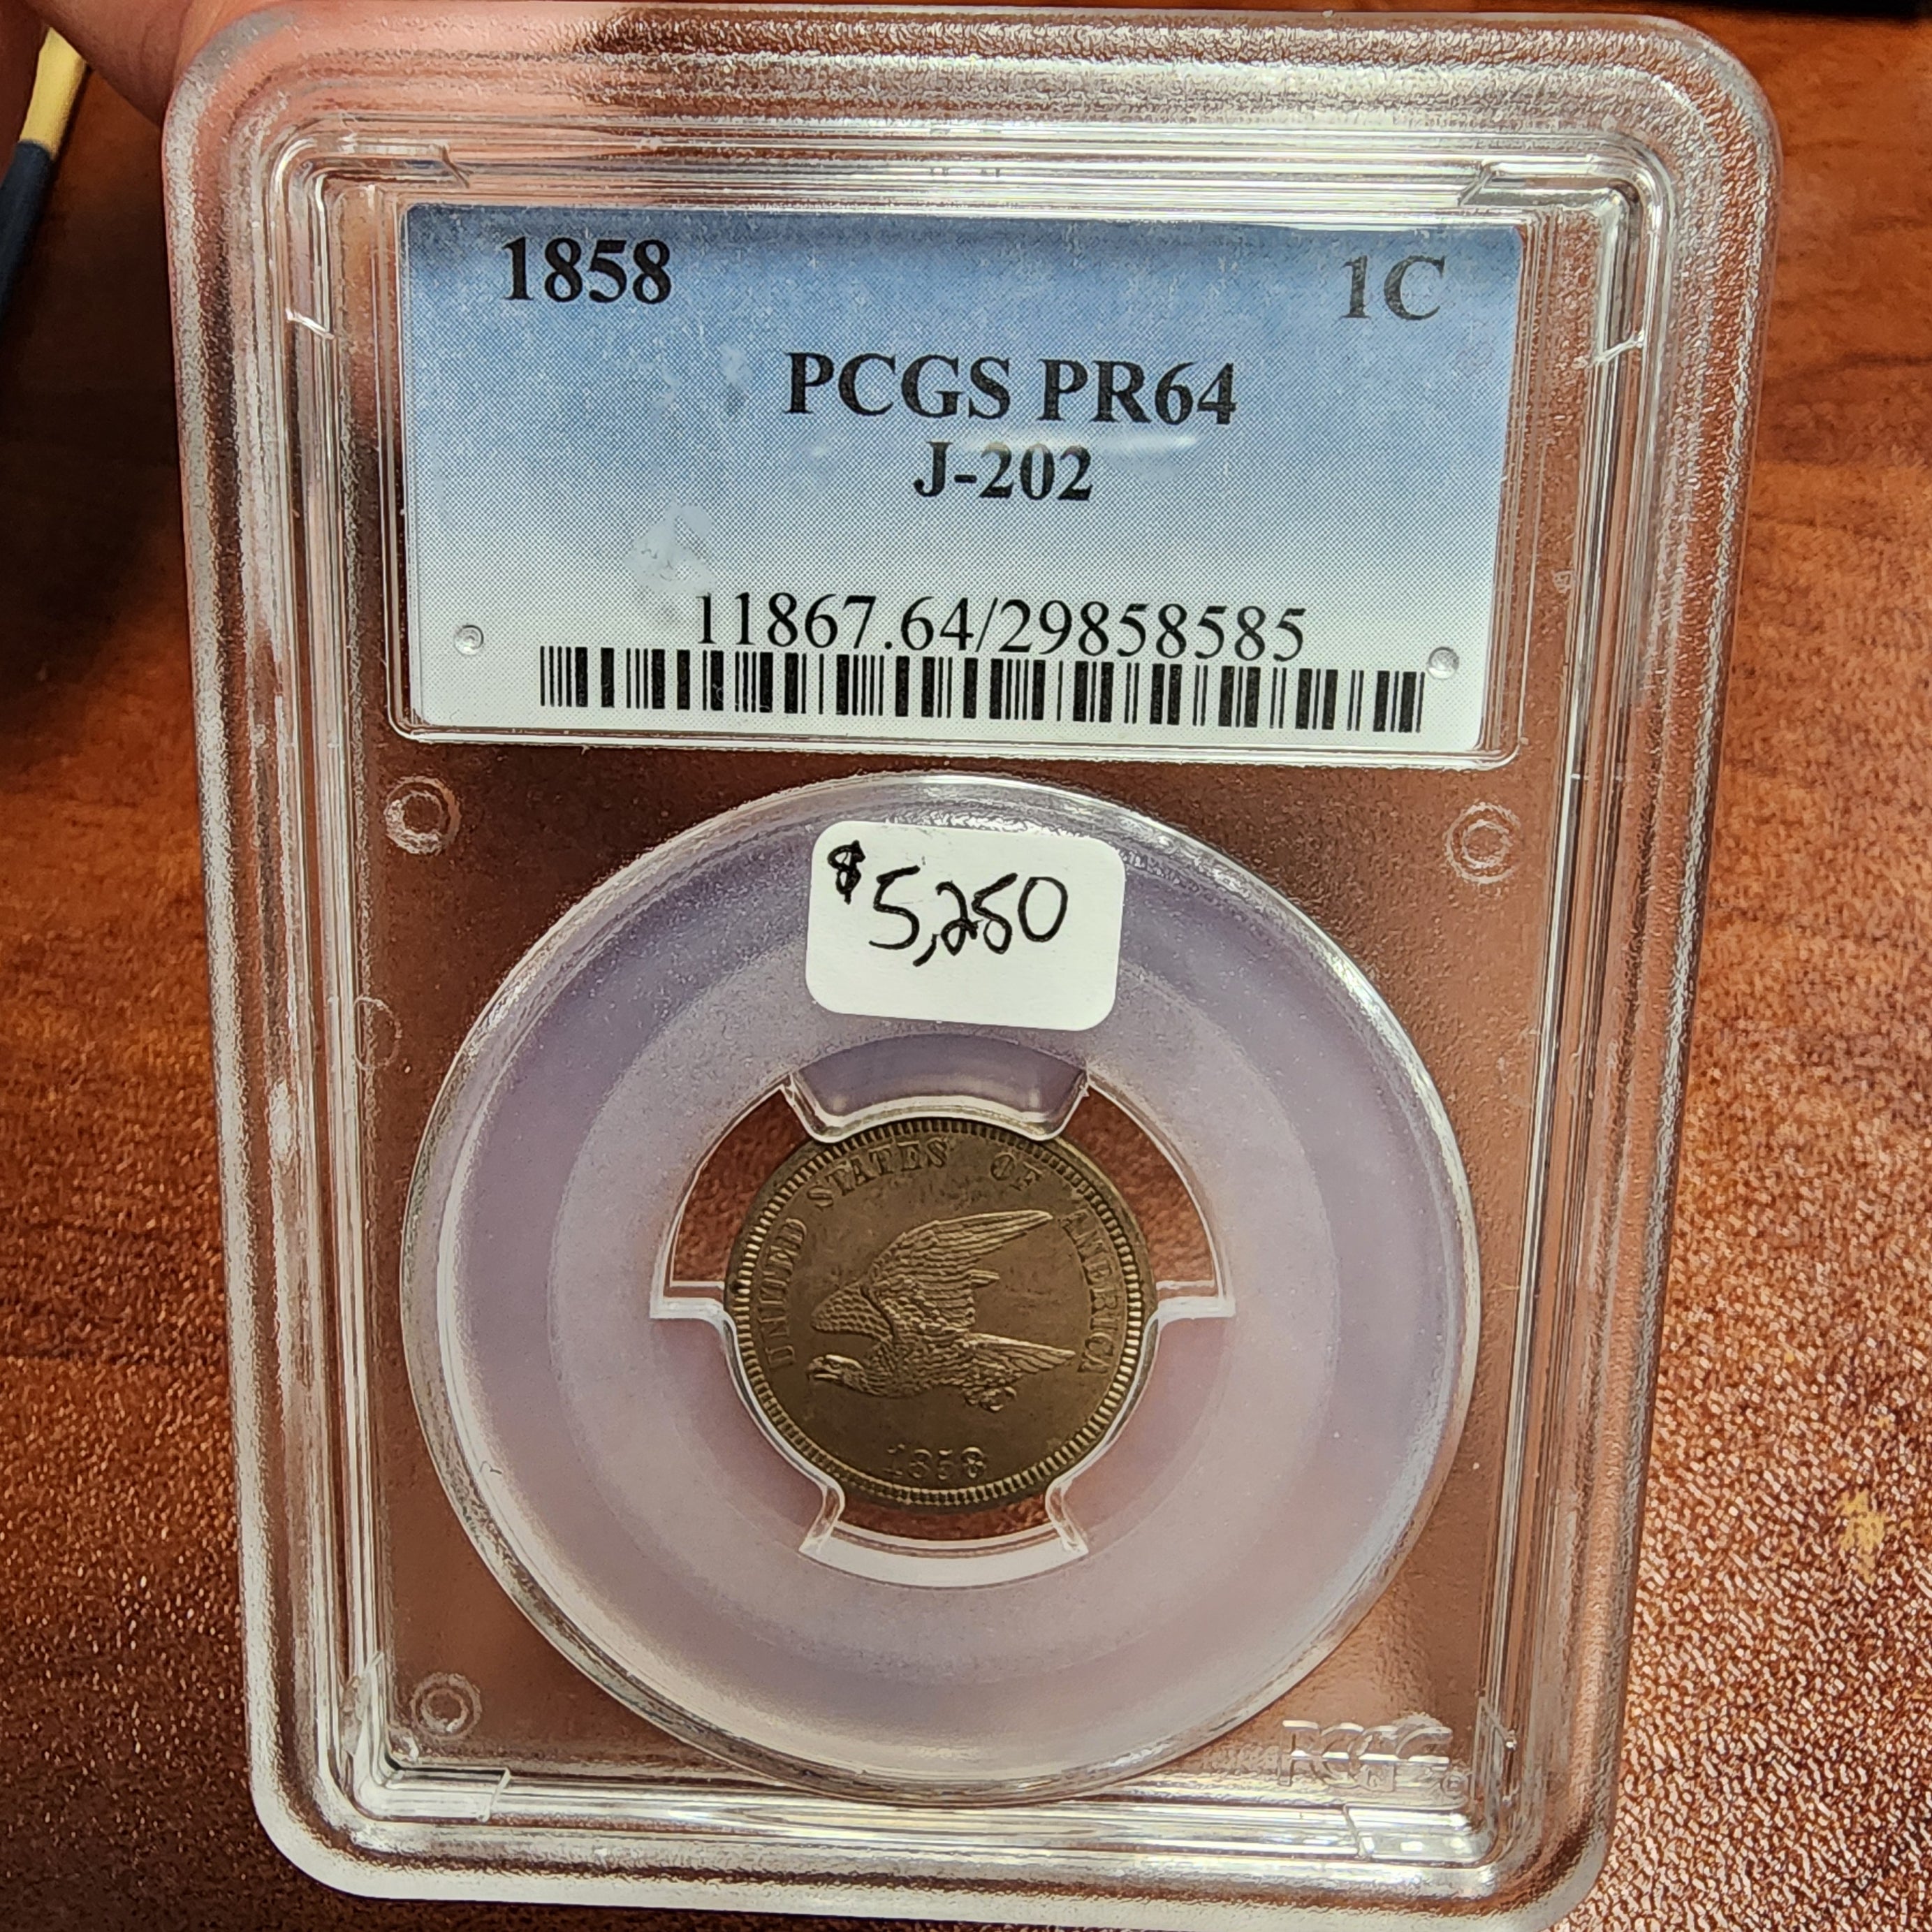 1858 1C
PCGS PR64
J-202
11867.64/29858585
$5,250
UNITED STATES OF AMERICA
1858
PCGS